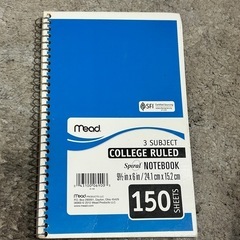 SFI
Mead
3 SUBJECT
COLLEGE RULED
Spiral NOTEBOOK
9½ in x 6 in / 24.1 cm x 15.2 cm
150
SHEETS